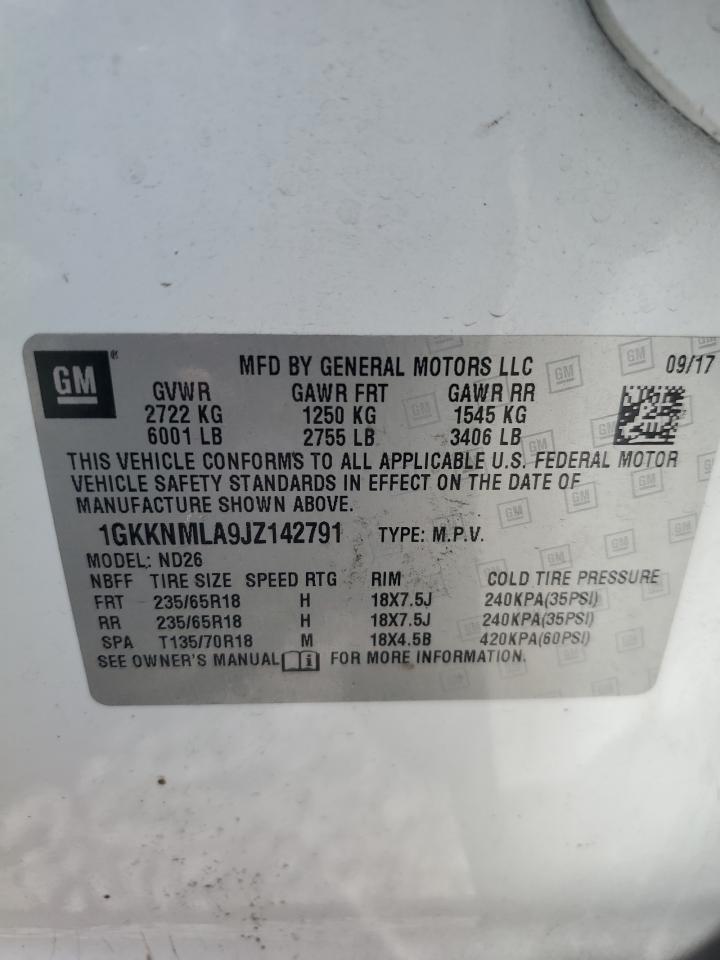 GM ® MFD BY GENERAL MOTORS LLC 09/17
GVWR GAWR FRT GAWR RR
2722 KG 1250 KG 1545 KG
6001 LB 2755 LB 3406 LB
THIS VEHICLE CONFORMS TO ALL APPLICABLE U.S. FEDERAL MOTOR
VEHICLE SAFETY STANDARDS IN EFFECT ON THE DATE OF
MANUFACTURE SHOWN ABOVE.
1GKKNMLA9JZ142791 TYPE: M.P.V.
MODEL: ND26
NBFF TIRE SIZE SPEED RTG RIM COLD TIRE PRESSURE
FRT 235/65R18 H 18X7.5J 240KPA(35PSI)
RR 235/65R18 H 18X7.5J 240KPA(35PSI)
SPA T135/70R18 M 18X4.5B 420KPA(60PSI)
SEE OWNER'S MANUAL i FOR MORE INFORMATION.